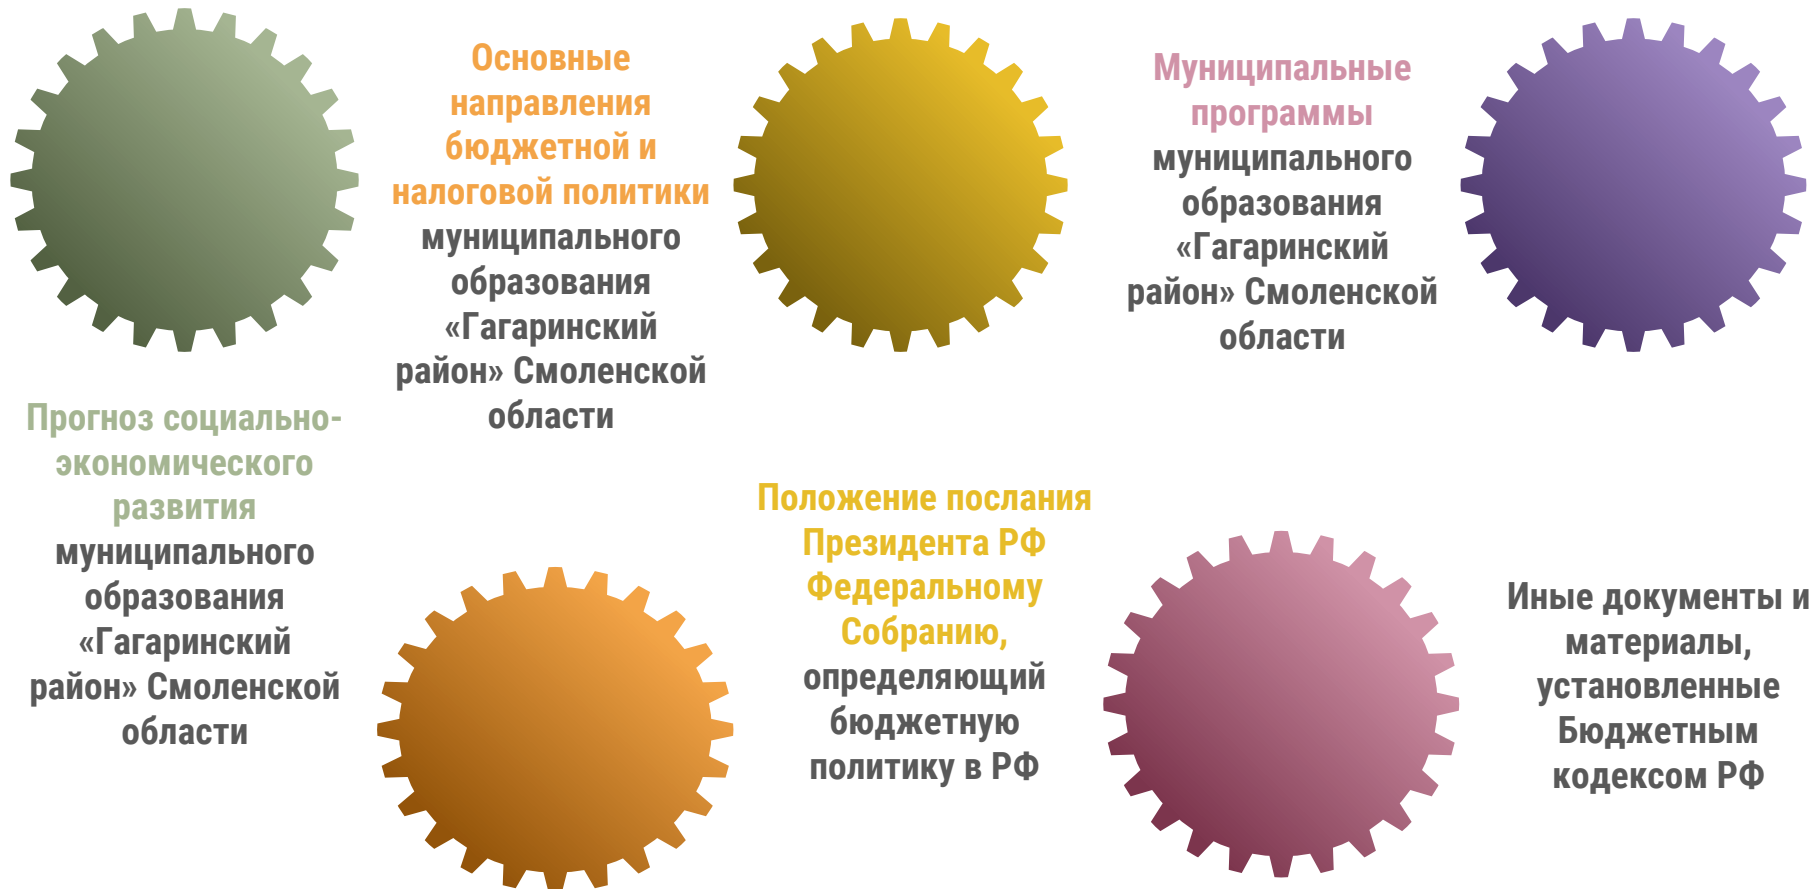 Прогноз социально-
экономического
развития
муниципального
образования
«Гагаринский
район» Смоленской
области
Основные
направления
бюджетной и
налоговой политики
муниципального
образования
«Гагаринский
район» Смоленской
области
Положение послания
Президента РФ
Федеральному
Собранию,
определяющий
бюджетную
политику в РФ
Муниципальные
программы
муниципального
образования
«Гагаринский
район» Смоленской
области
Иные документы и
материалы,
установленные
Бюджетным
кодексом РФ